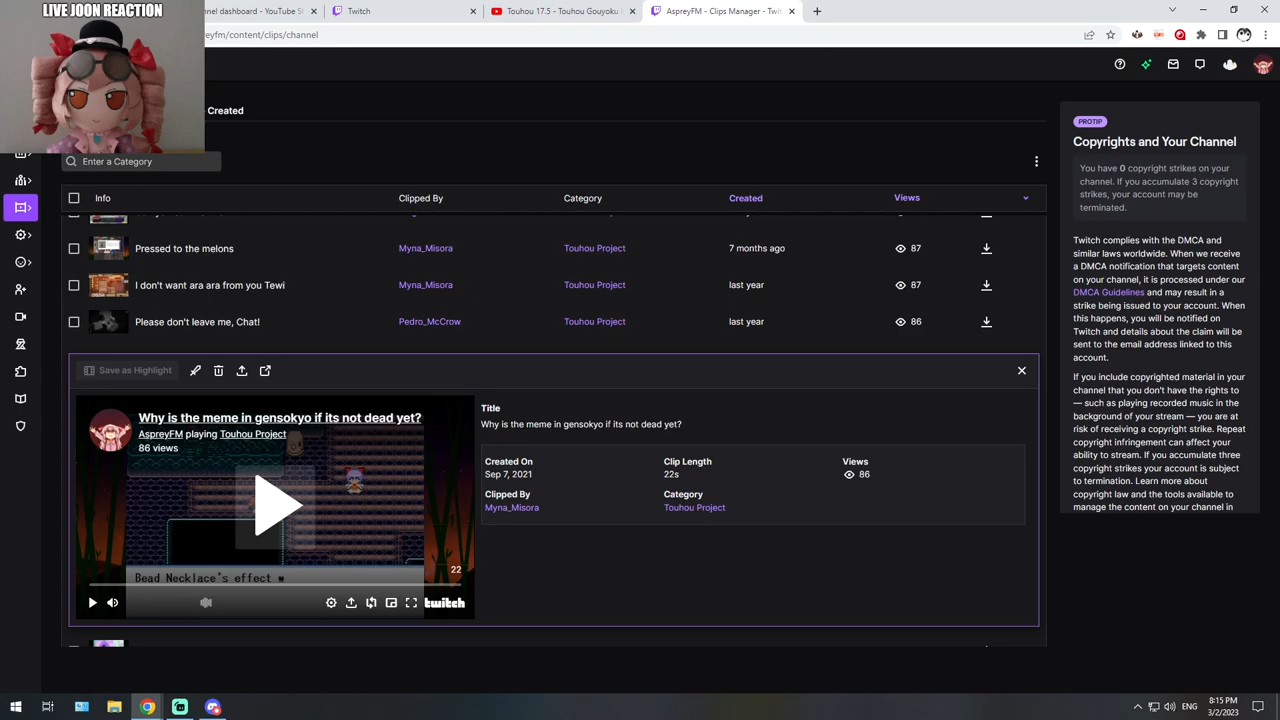 LIVE JOON REACTION
nel dashboard - YouTube S
Twitch
Touhou 17.5 - Touhou Gouyoku I
AspreyFM - Clips Manager - Twit
eyfm/content/clips/channel
Created
Enter a Category
Info Clipped By Category Created Views
Pressed to the melons Myna_Misora Touhou Project 7 months ago 87
I don't want ara ara from you Tewi Myna_Misora Touhou Project last year 87
Please don't leave me, Chat! Pedro_McCrow Touhou Project last year 86
Save as Highlight
Why is the meme in gensokyo if its not dead yet?
AspreyFM playing Touhou Project
86 views
Bead Necklace's effect w
22
twitch
Title
Why is the meme in gensokyo if its not dead yet?
Created On Clip Length Views
Sep 7, 2021 22s 86
Clipped By Category
Myna_Misora Touhou Project
PROTIP
Copyrights and Your Channel
You have 0 copyright strikes on
your channel. If you accumulate 3 copyright
strikes, your account may be
terminated.
Twitch complies with the DMCA and
similar laws worldwide. When we receive
a DMCA notification that targets content
on your channel, it is processed under our
DMCA Guidelines and may result in a
strike being issued to your account. When
this happens, you will be notified on
Twitch and details about the claim will be
sent to the email address linked to this
account.
If you include copyrighted material in your
channel that you don't have the rights to
— such as playing recorded music in the
background of your stream — you are at
risk of receiving a copyright strike. Repeat
copyright infringement can affect your
ability to stream. If you accumulate three
copyright strikes your account is subject
to termination. Learn more about
copyright law and the tools available to
manage the content on your channel in
ENG
8:15 PM
3/2/2023